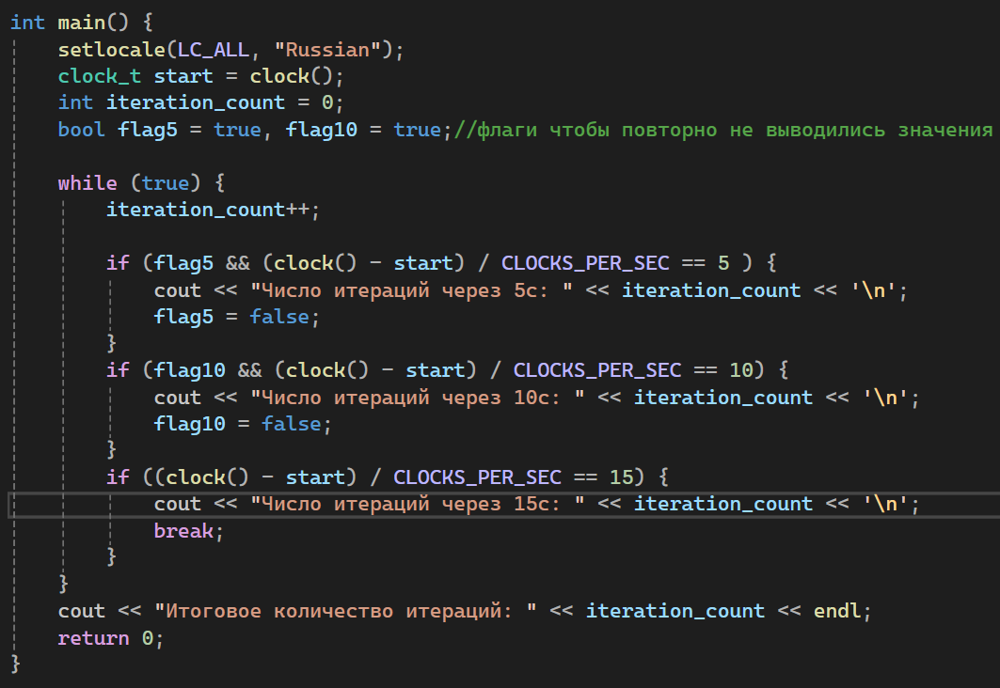 int main() {
    setlocale(LC_ALL, "Russian");
    clock_t start = clock();
    int iteration_count = 0;
    bool flag5 = true, flag10 = true;//флаги чтобы повторно не выводились значения
    while (true) {
        iteration_count++;
        if (flag5 && (clock() - start) / CLOCKS_PER_SEC == 5 ) {
            cout << "Число итераций через 5с: " << iteration_count << '\n';
            flag5 = false;
        }
        if (flag10 && (clock() - start) / CLOCKS_PER_SEC == 10) {
            cout << "Число итераций через 10с: " << iteration_count << '\n';
            flag10 = false;
        }
        if ((clock() - start) / CLOCKS_PER_SEC == 15) {
            cout << "Число итераций через 15с: " << iteration_count << '\n';
            break;
        }
    }
    cout << "Итоговое количество итераций: " << iteration_count << endl;
    return 0;
}